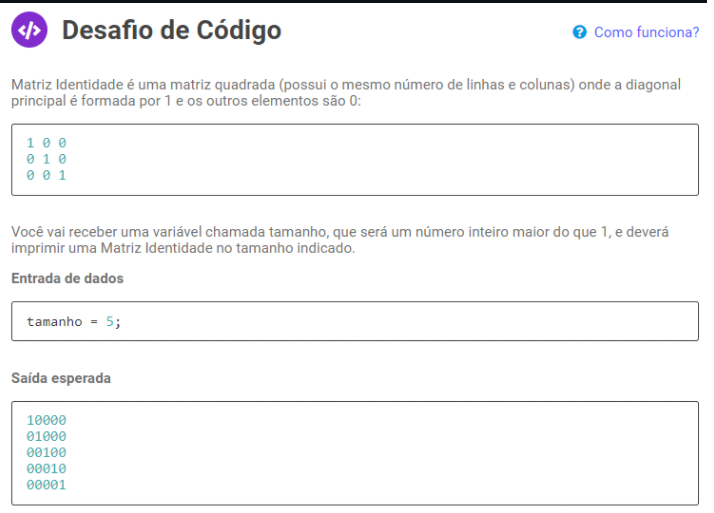 </> Desafio de Código
? Como funciona?
Matriz Identidade é uma matriz quadrada (possui o mesmo número de linhas e colunas) onde a diagonal
principal é formada por 1 e os outros elementos são 0:
1 0 0
0 1 0
0 0 1
Você vai receber uma variável chamada tamanho, que será um número inteiro maior do que 1, e deverá
imprimir uma Matriz Identidade no tamanho indicado.
Entrada de dados
tamanho = 5;
Saída esperada
10000
01000
00100
00010
00001